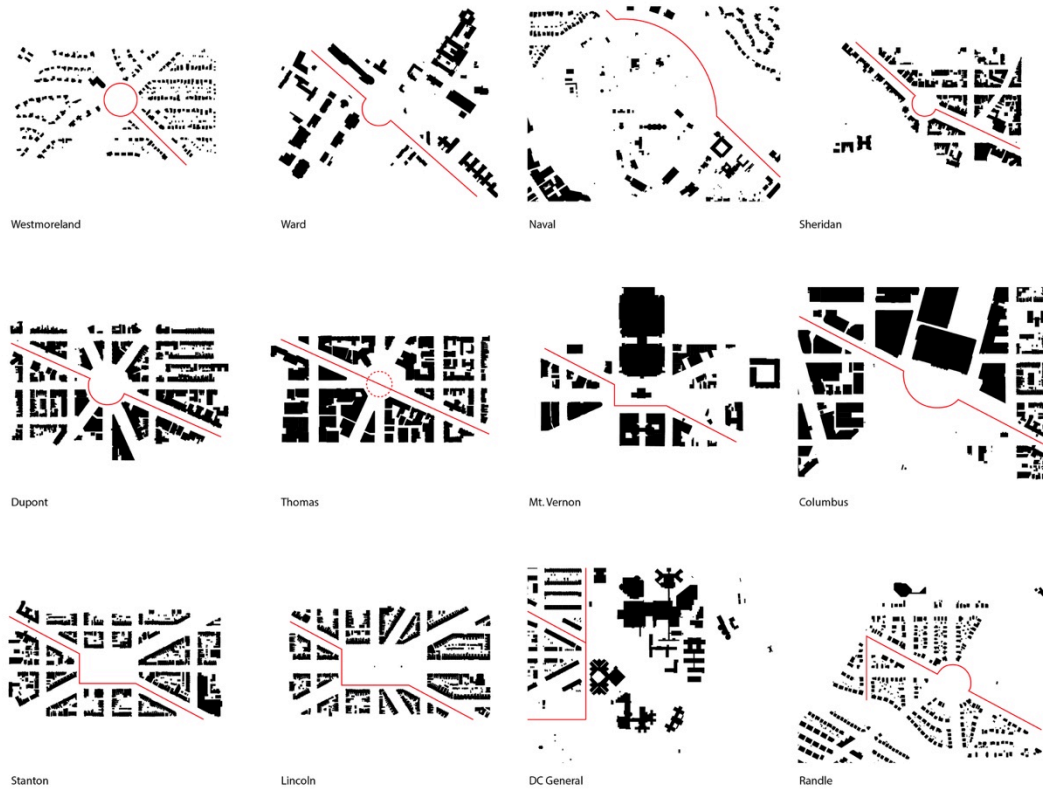 Westmoreland
Ward
Naval
Sheridan
Dupont
Thomas
Mt. Vernon
Columbus
Stanton
Lincoln
DC General
Randle